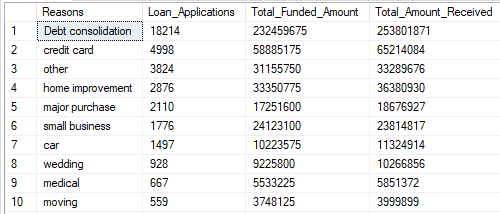 Reasons Loan_Applications Total_Funded_Amount Total_Amount_Received
1 Debt consolidation 18214 232459675 253801871
2 credit card 4998 58885175 65214084
3 other 3824 31155750 33289676
4 home improvement 2876 33350775 36380930
5 major purchase 2110 17251600 18676927
6 small business 1776 24123100 23814817
7 car 1497 10223575 11324914
8 wedding 928 9225800 10266856
9 medical 667 5533225 5851372
10 moving 559 3748125 3999899